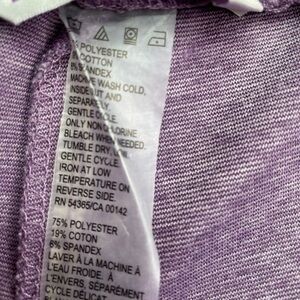 % POLYESTER
% COTTON
% SPANDEX
MACHINE WASH COLD,
INSIDE OUT AND
SEPARATELY,
GENTLE CYCLE.
ONLY NON CHLORINE
BLEACH WHEN NEEDED.
TUMBLE DRY LOW.
GENTLE CYCLE.
IRON AT LOW
TEMPERATURE ON
REVERSE SIDE.
RN 54365/CA 00142
75% POLYESTER
19% COTON
6% SPANDEX
LAVER À LA MACHINE À
L'EAU FROIDE. À
L'ENVERS, SÉPARÉMENT
CYCLE DÉLICAT